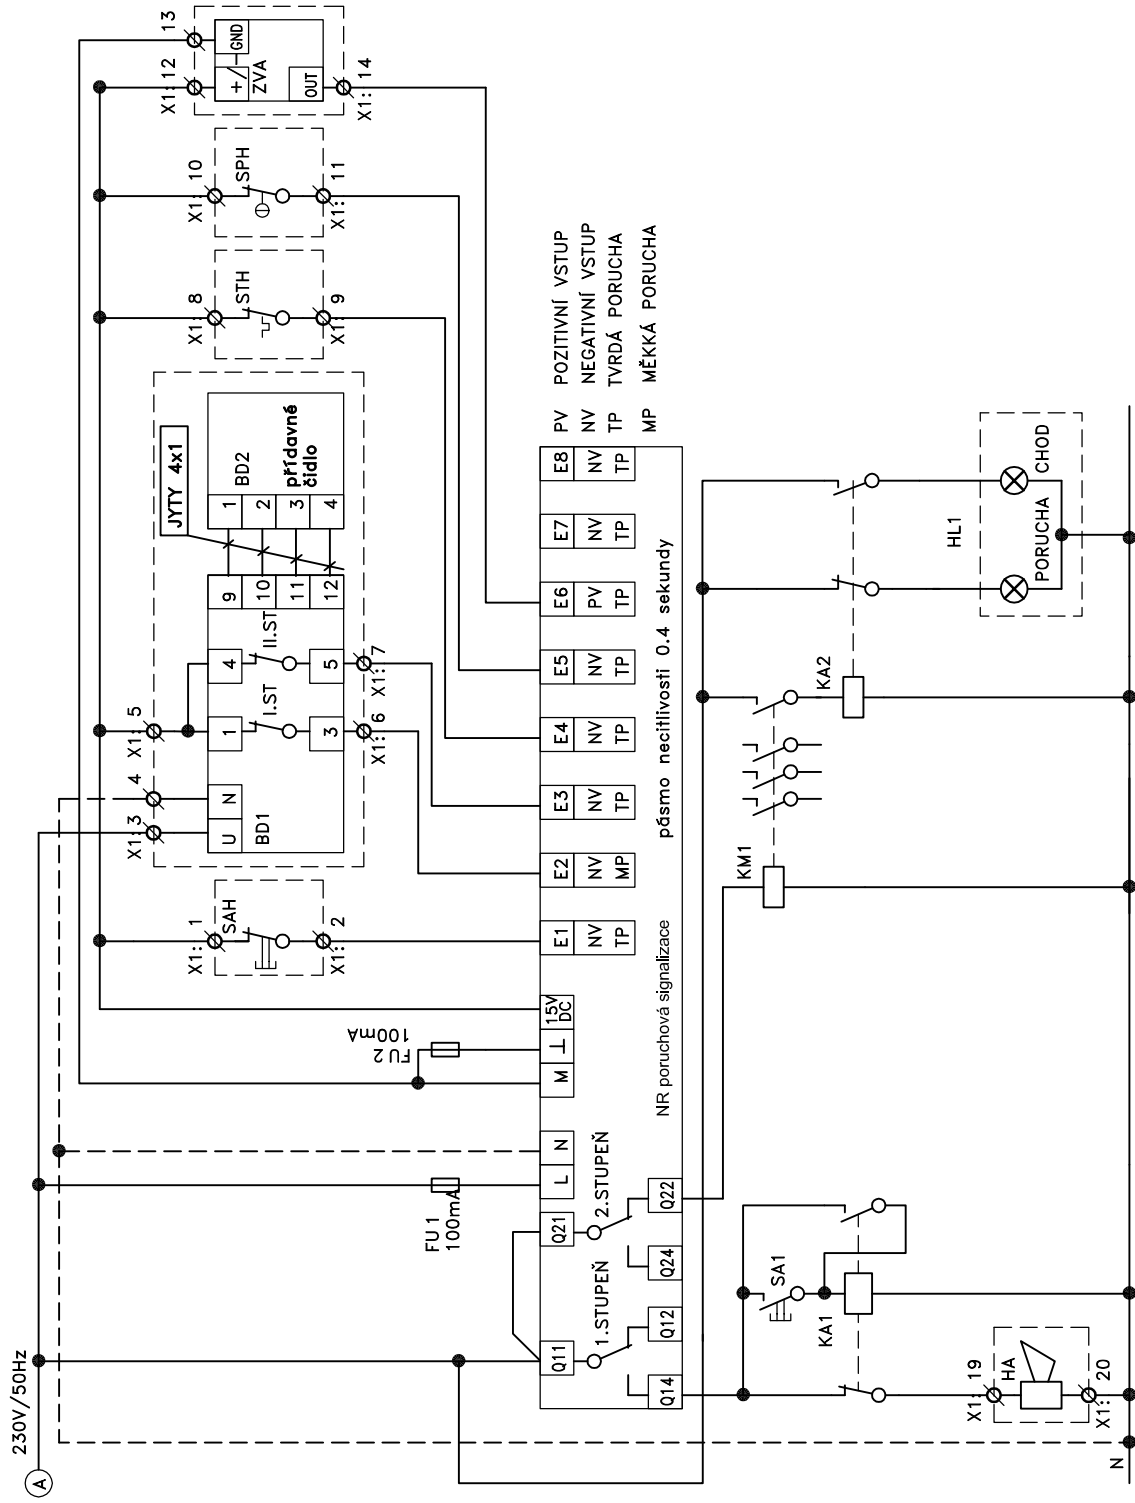 230V/50Hz
A
X1: 1
SAH
X1: 2
X1: 3
4
X1: 5
U
N
BD1
1
I.ST
3
4
II.ST
5
X1: 6
X1: 7
9
10
11
12
JYTY 4x1
1
2
3
4
BD2
přídavné
čidlo
X1: 8
STH
X1: 9
X1: 10
SPH
X1: 11
X1: 12
13
+/-
GND
ZVA
OUT
X1: 14
FU1
100mA
FU2
100mA
Q11
Q21
L
N
M
⊥
15V
DC
E1
NV
TP
E2
NV
MP
E3
NV
TP
E4
NV
TP
E5
NV
TP
E6
PV
TP
E7
NV
TP
E8
NV
TP
PV POZITIVNÍ VSTUP
NV NEGATIVNÍ VSTUP
TP TVRDÁ PORUCHA
MP MĚKKÁ PORUCHA
1.STUPEŇ
2.STUPEŇ
Q14
Q12
Q24
Q22
NR poruchová signalizace
pásmo necitlivosti 0.4 sekundy
SA1
KA1
KM1
KA2
HL1
PORUCHA
CHOD
X1: 19
HA
X1: 20
N